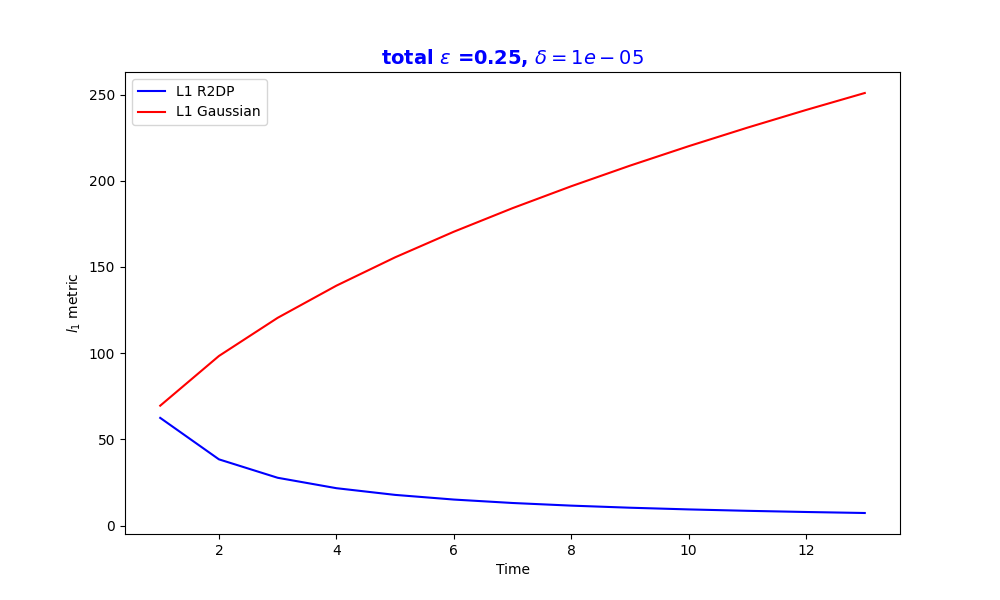 total ε =0.25, δ = 1e − 05
L1 R2DP
L1 Gaussian
250
200
150
100
50
0
l₁ metric
2 4 6 8 10 12
Time